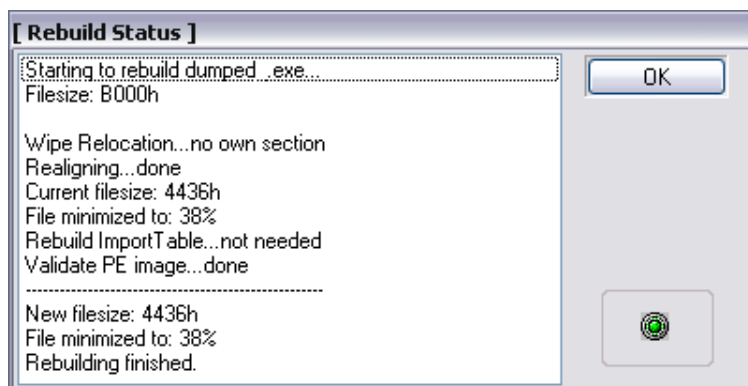 [ Rebuild Status ]
Starting to rebuild dumped_.exe...
Filesize: B000h
Wipe Relocation...no own section
Realigning...done
Current filesize: 4436h
File minimized to: 38%
Rebuild ImportTable...not needed
Validate PE image...done
----------------------------------------------------
New filesize: 4436h
File minimized to: 38%
Rebuilding finished.
OK